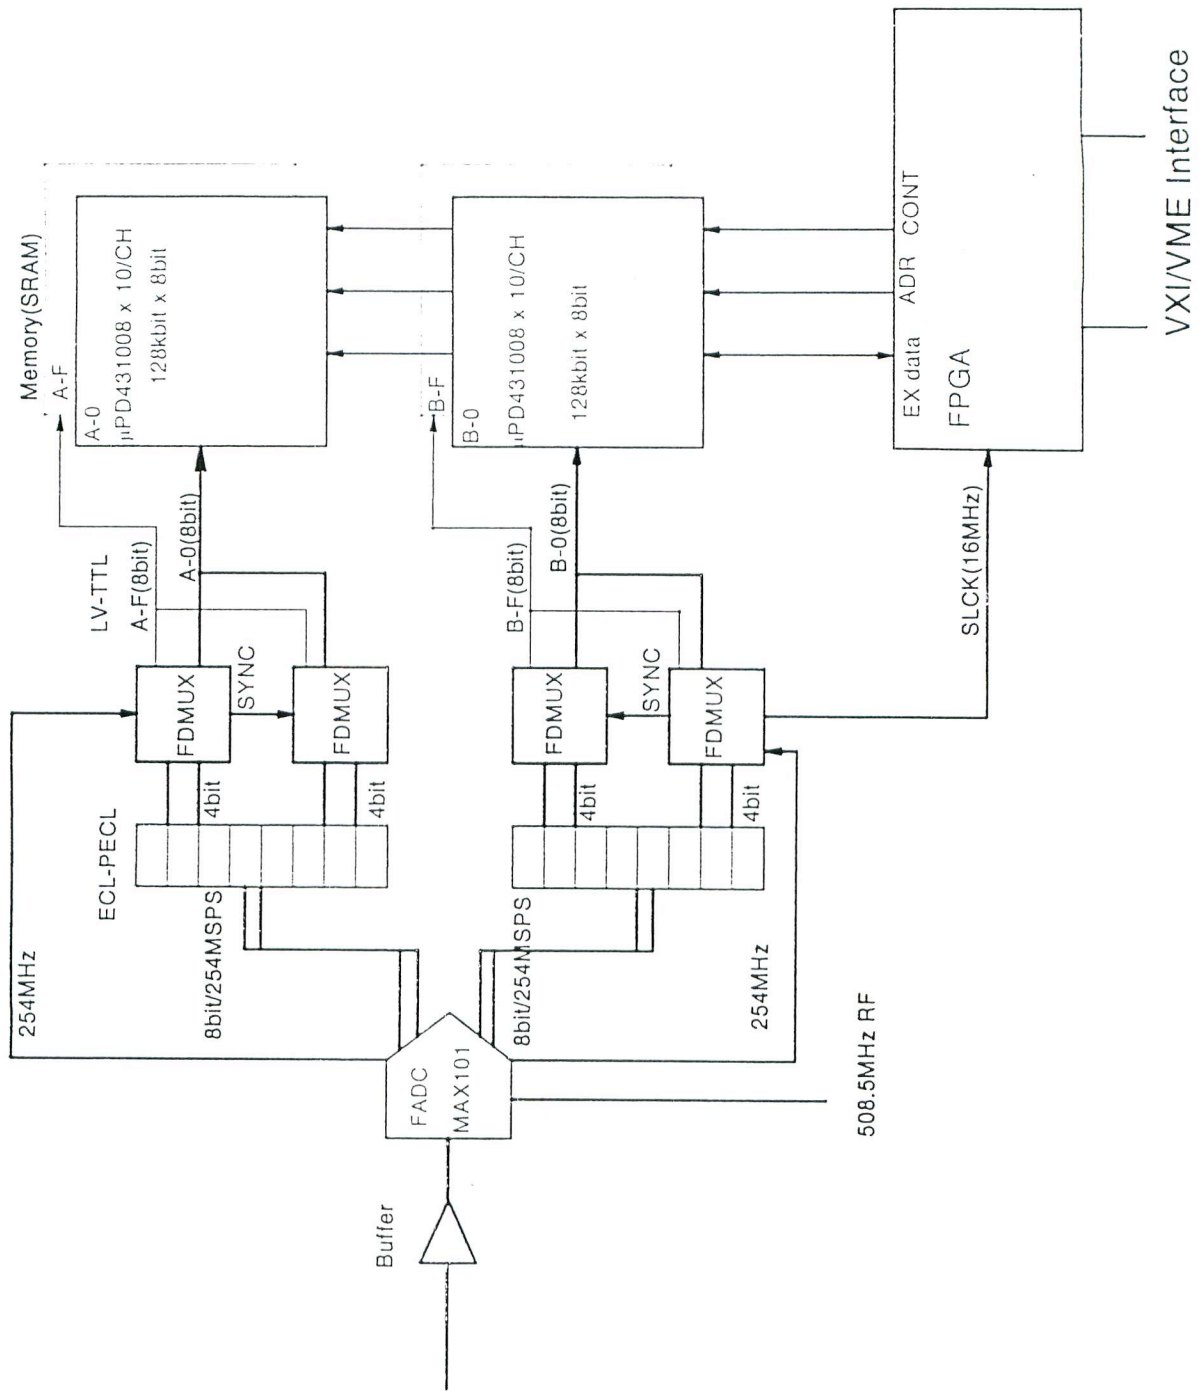 Memory(SRAM)
A-F
A-0
μPD431008 x 10/CH
128kbit x 8bit
LV-TTL
A-F(8bit)
A-0(8bit)
FDMUX
SYNC
FDMUX
ECL-PECL
4bit
4bit
254MHz
8bit/254MSPS
B-F
B-0
μPD431008 x 10/CH
128kbit x 8bit
B-F(8bit)
B-0(8bit)
FDMUX
SYNC
FDMUX
4bit
4bit
8bit/254MSPS
254MHz
Buffer
FADC
MAX101
508.5MHz RF
SLCK(16MHz)
EX data
ADR
CONT
FPGA
VXI/VME Interface